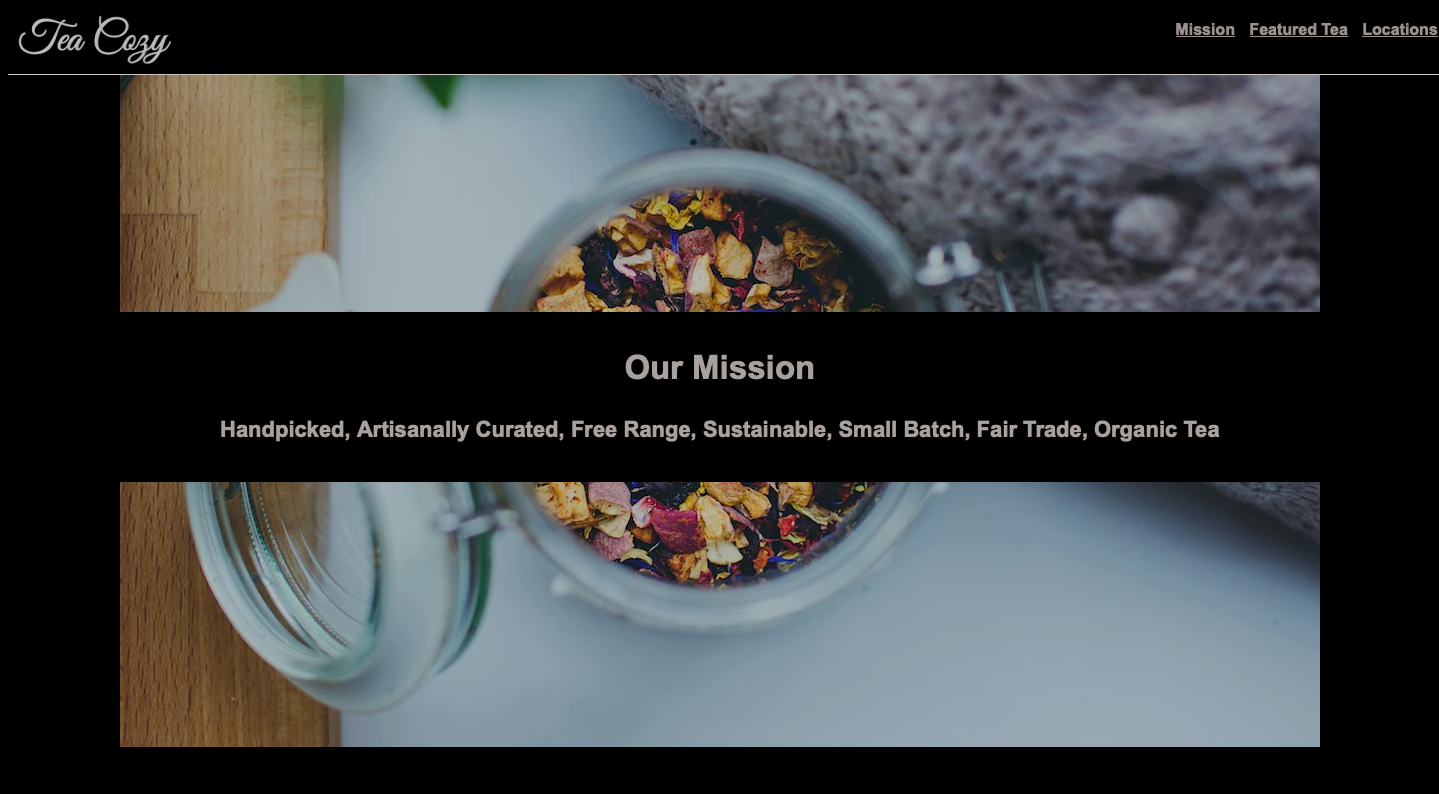 Tea Cozy
Mission Featured Tea Locations
Our Mission
Handpicked, Artisanally Curated, Free Range, Sustainable, Small Batch, Fair Trade, Organic Tea